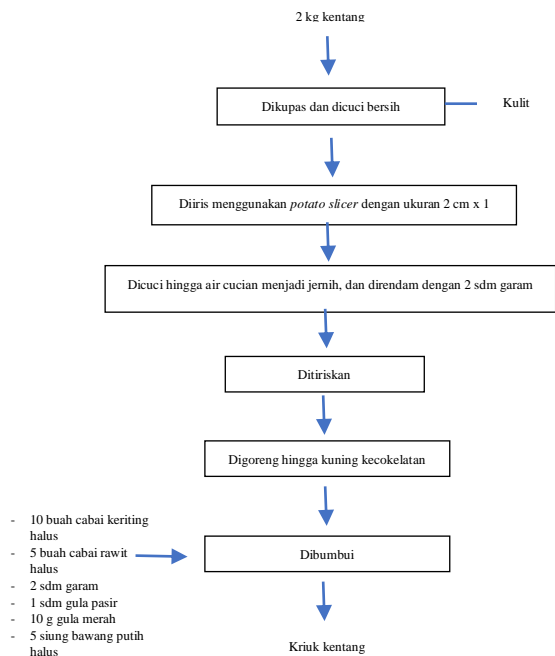 2 kg kentang
Dikupas dan dicuci bersih
Kulit
Diiris menggunakan potato slicer dengan ukuran 2 cm x 1
Dicuci hingga air cucian menjadi jernih, dan direndam dengan 2 sdm garam
Ditiriskan
Digoreng hingga kuning kecokelatan
- 10 buah cabai keriting
halus
- 5 buah cabai rawit
halus
- 2 sdm garam
- 1 sdm gula pasir
- 10 g gula merah
- 5 siung bawang putih
halus
Dibumbui
Kriuk kentang